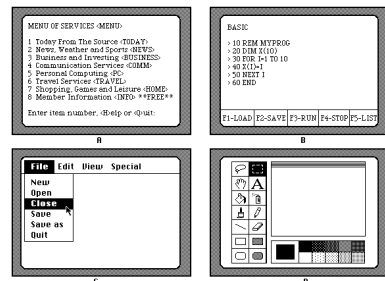 MENU OF SERVICES <MENU>
1 Today From The Source <TODAY>
2 News, Weather and Sports <NEWS>
3 Business and Investing <BUSINESS>
4 Communication Services <COMM>
5 Personal Computing <PC>
6 Travel Services <TRAVEL>
7 Shopping, Games and Leisure <HOME>
8 Member Information <INFO> **FREE**
Enter item number, <H>elp or <Q>uit:
A
BASIC
> 10 REM MYPROG
> 20 DIM X(10)
> 30 FOR I=1 TO 10
> 40 X(I)=I
> 50 NEXT I
> 60 END
F1-LOAD F2-SAVE F3-RUN F4-STOP F5-LIST
B
File Edit View Special
New
Open
Close
Save
Save as
Quit
C
A
D